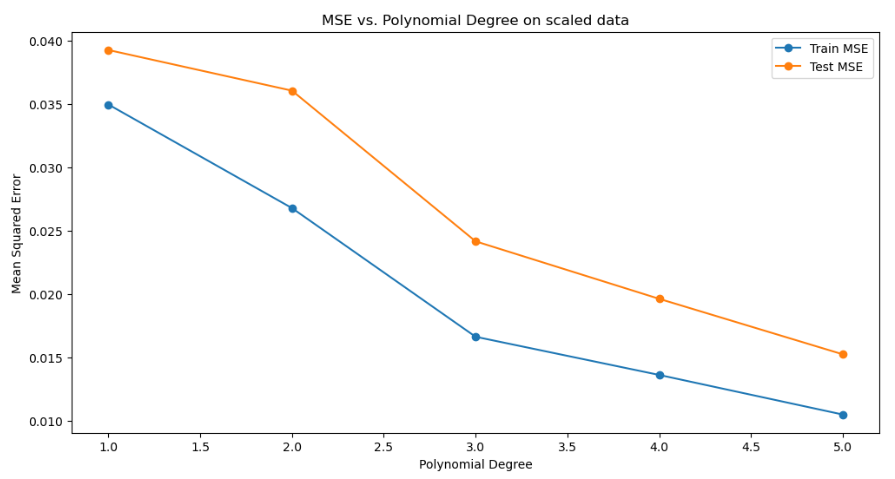 MSE vs. Polynomial Degree on scaled data
Train MSE
Test MSE
Mean Squared Error
0.040
0.035
0.030
0.025
0.020
0.015
0.010
1.0 1.5 2.0 2.5 3.0 3.5 4.0 4.5 5.0
Polynomial Degree